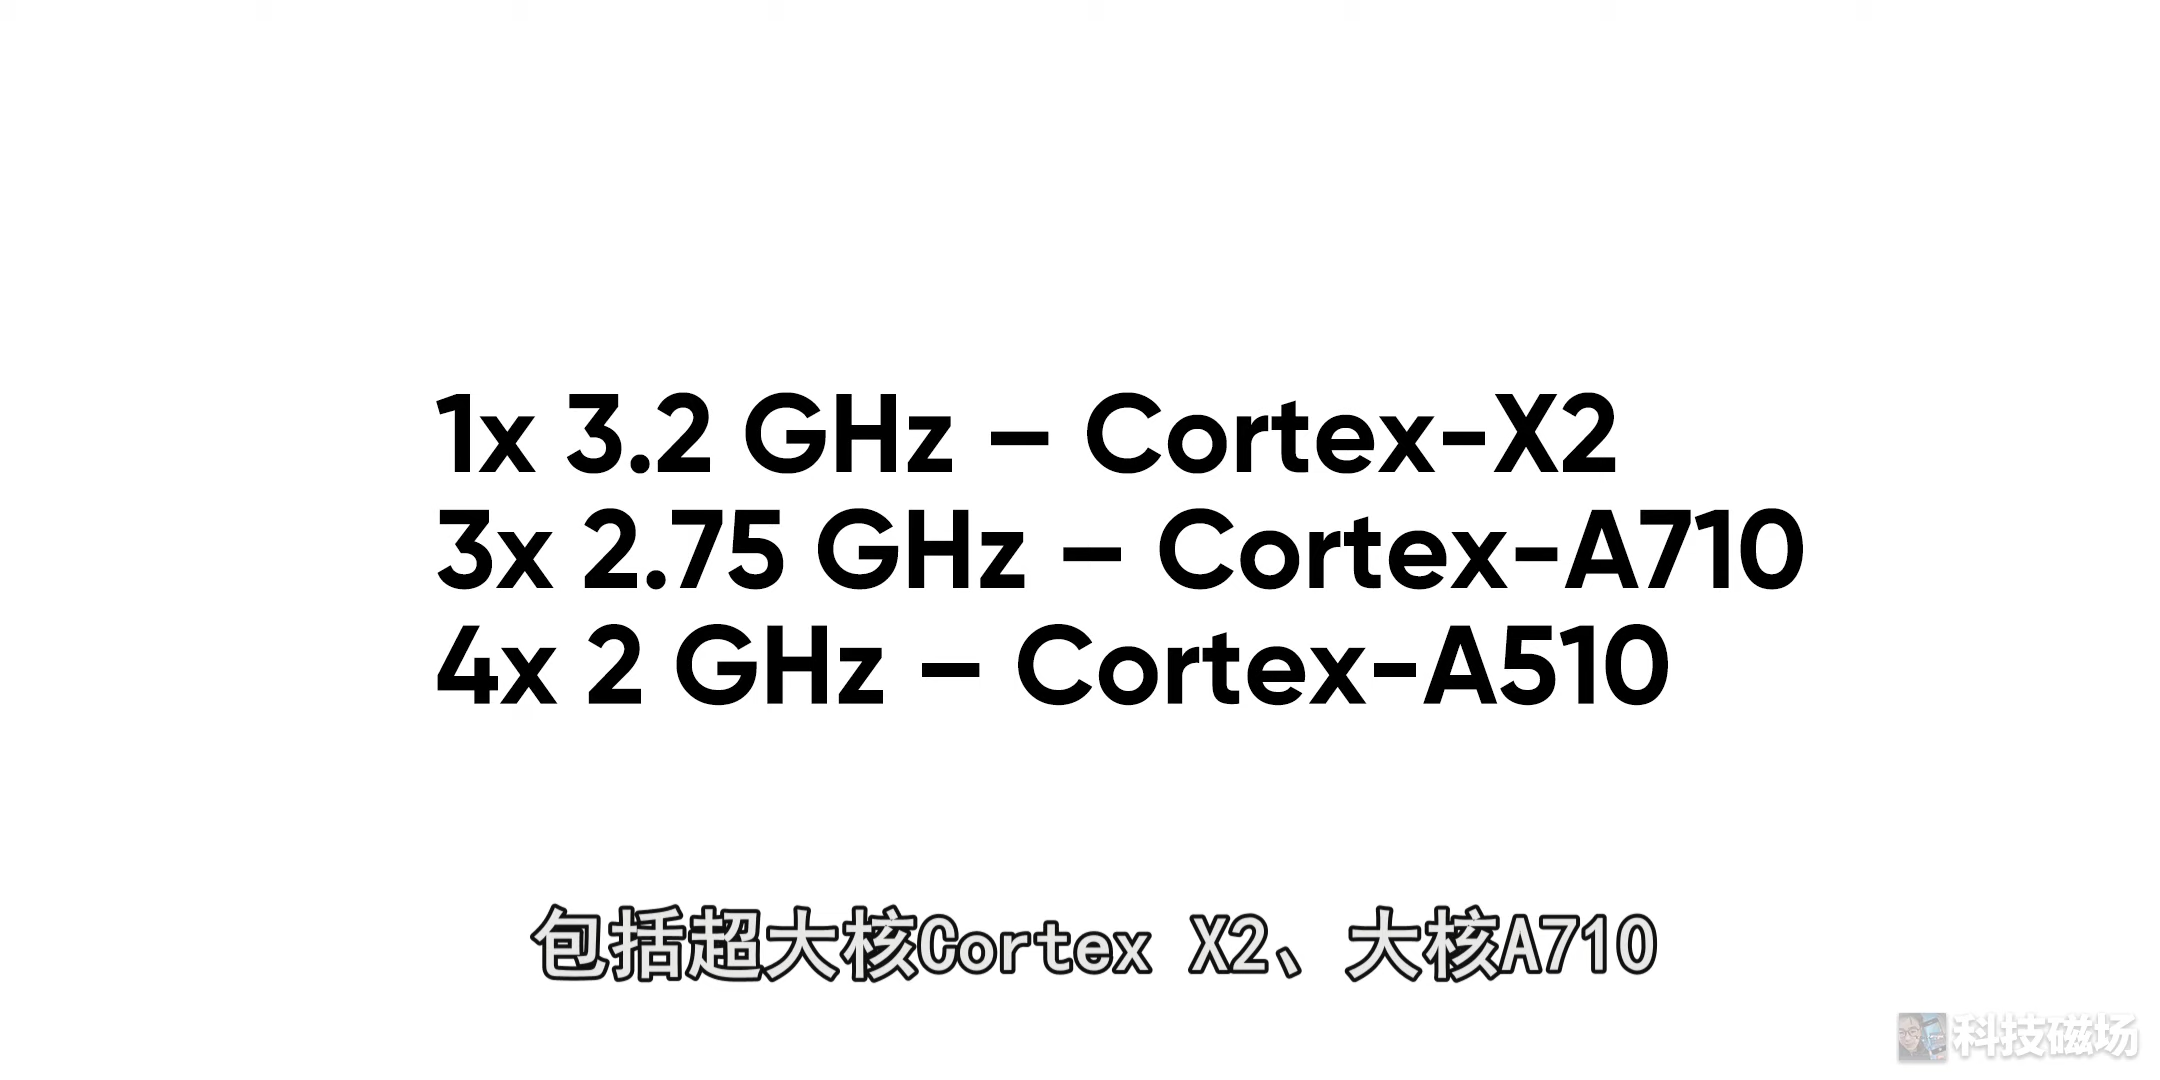 1x 3.2 GHz – Cortex-X2
3x 2.75 GHz – Cortex-A710
4x 2 GHz – Cortex-A510
包括超大核Cortex X2、大核A710
科技磁场